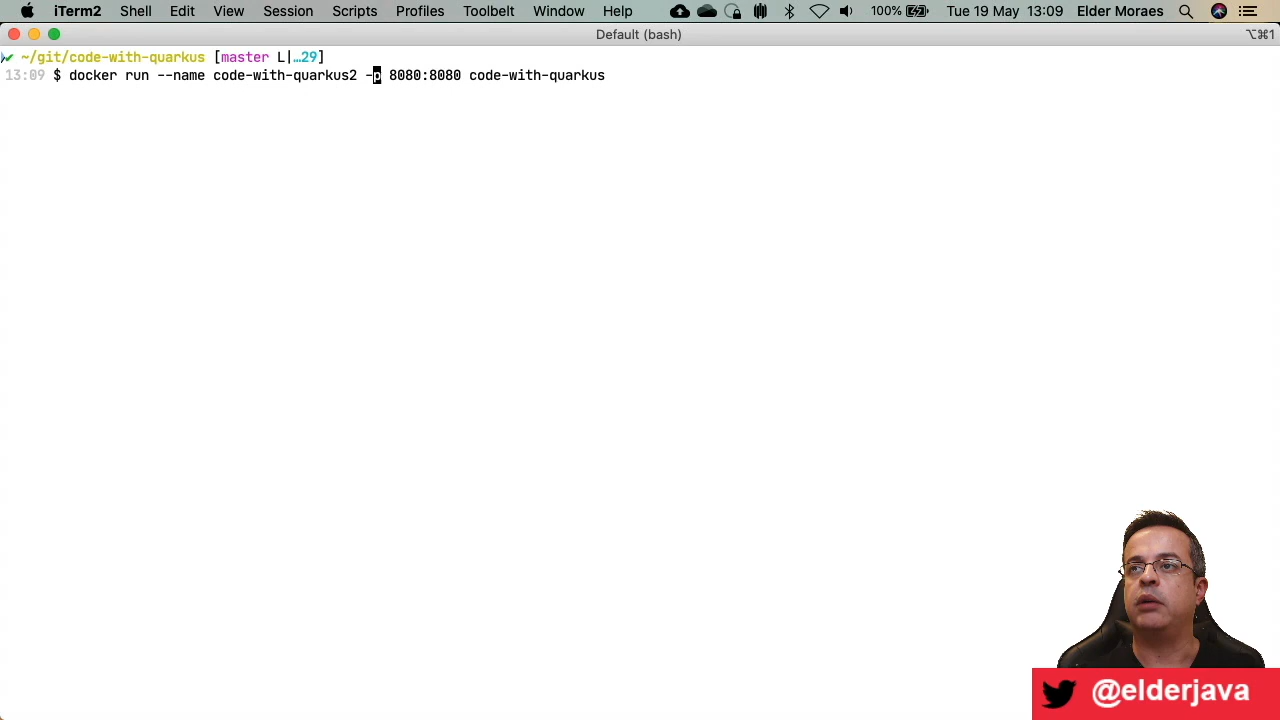 iTerm2 Shell Edit View Session Scripts Profiles Toolbelt Window Help 100% Tue 19 May 13:09 Elder Moraes
Default (bash) ⌥⌘1
✔ ~/git/code-with-quarkus [master L|…29]
13:09 $ docker run --name code-with-quarkus2 -p 8080:8080 code-with-quarkus
@elderjava